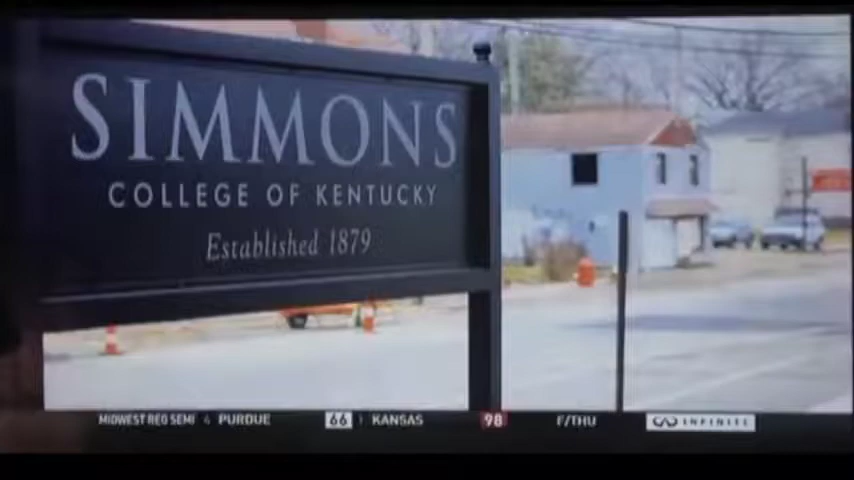 SIMMONS
COLLEGE OF KENTUCKY
Established 1879
MIDWEST REG SEMI 4 PURDUE 66 1 KANSAS 98 F/THU INFINITI